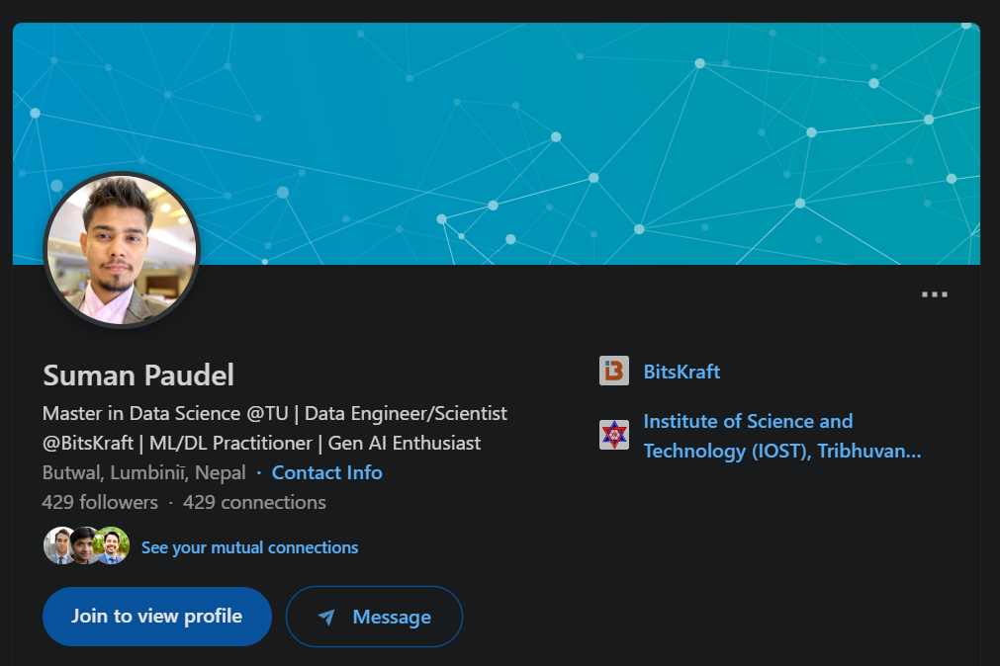 Suman Paudel
Master in Data Science @TU | Data Engineer/Scientist
@BitsKraft | ML/DL Practitioner | Gen AI Enthusiast
Butwal, Lumbiniī, Nepal · Contact Info
429 followers · 429 connections
See your mutual connections
Join to view profile
Message
BitsKraft
Institute of Science and
Technology (IOST), Tribhuvan...